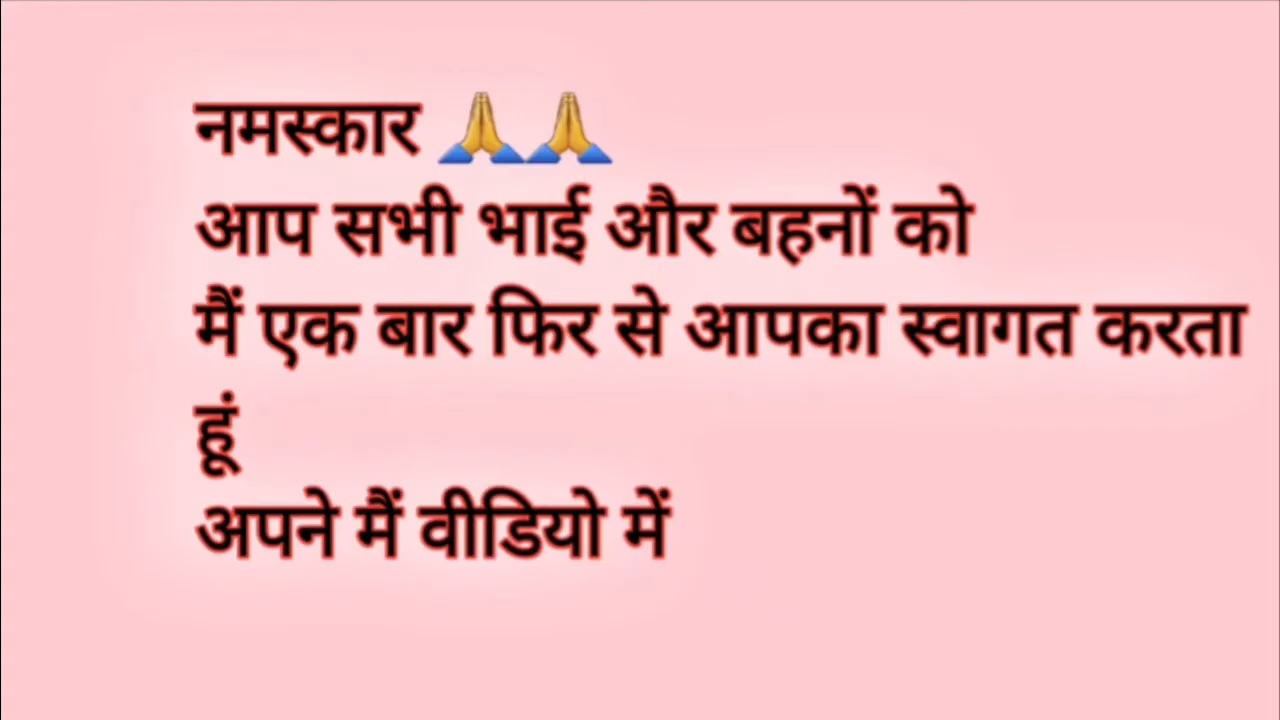 नमस्कार 🙏🙏
आप सभी भाई और बहनों को
मैं एक बार फिर से आपका स्वागत करता
हूं
अपने मैं वीडियो में